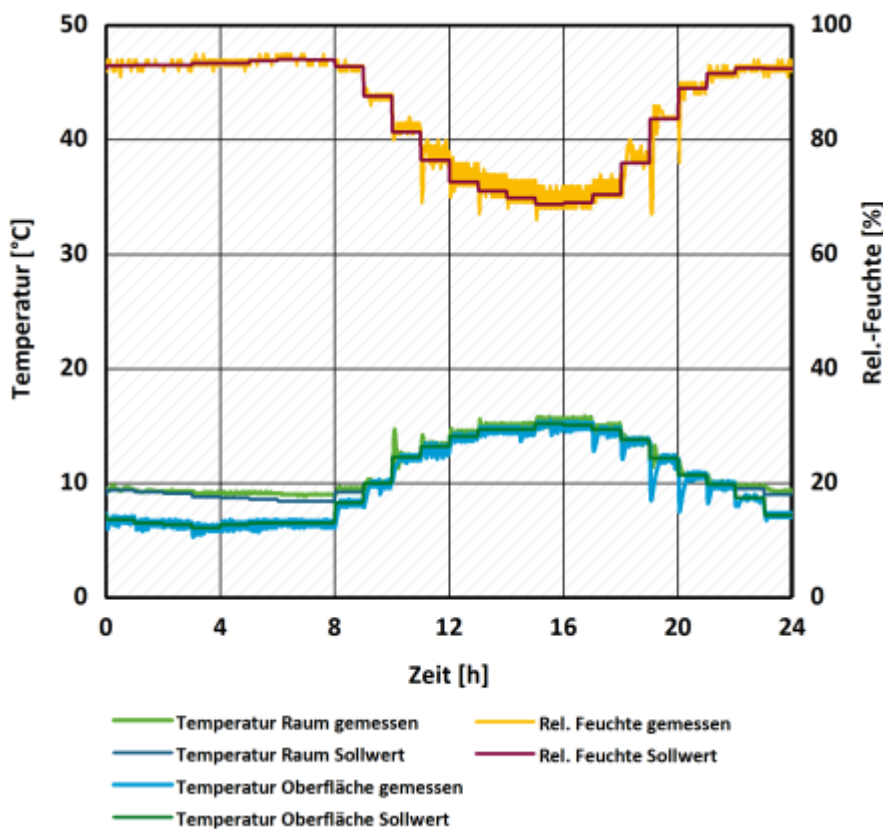 50
40
30
20
10
0
Temperatur [°C]
100
80
60
40
20
0
Rel.-Feuchte [%]
0 4 8 12 16 20 24
Zeit [h]
Temperatur Raum gemessen
Rel. Feuchte gemessen
Temperatur Raum Sollwert
Rel. Feuchte Sollwert
Temperatur Oberfläche gemessen
Temperatur Oberfläche Sollwert